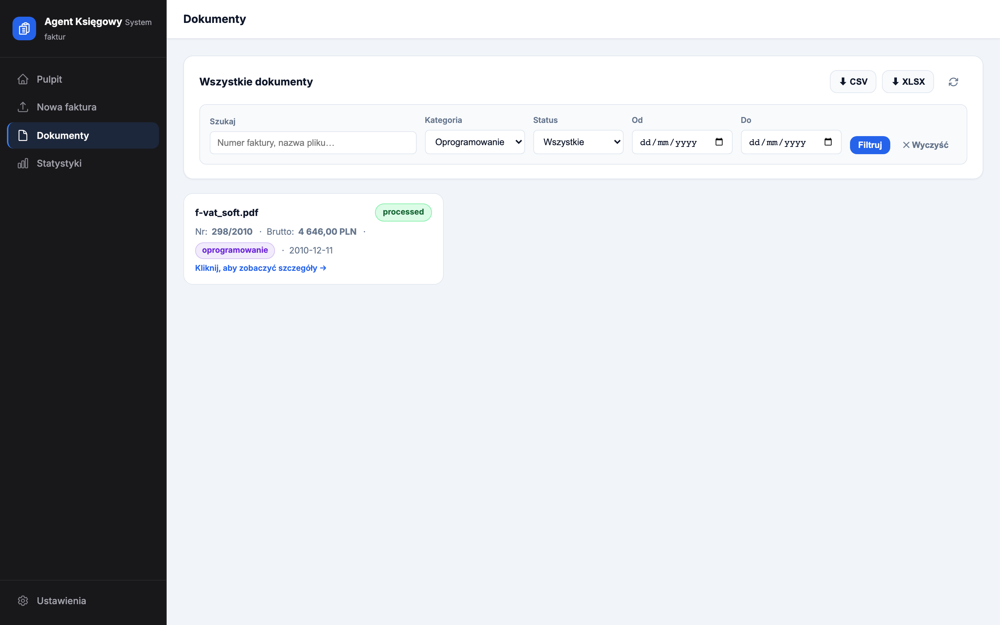 Agent Księgowy System
faktur
Pulpit
Nowa faktura
Dokumenty
Statystyki
Ustawienia
Dokumenty
Wszystkie dokumenty
⬇ CSV
⬇ XLSX
Szukaj
Kategoria
Status
Od
Do
Numer faktury, nazwa pliku...
Oprogramowanie
Wszystkie
dd/mm/yyyy
dd/mm/yyyy
Filtruj
✕ Wyczyść
f-vat_soft.pdf
processed
Nr: 298/2010 · Brutto: 4 646,00 PLN ·
oprogramowanie · 2010-12-11
Kliknij, aby zobaczyć szczegóły →